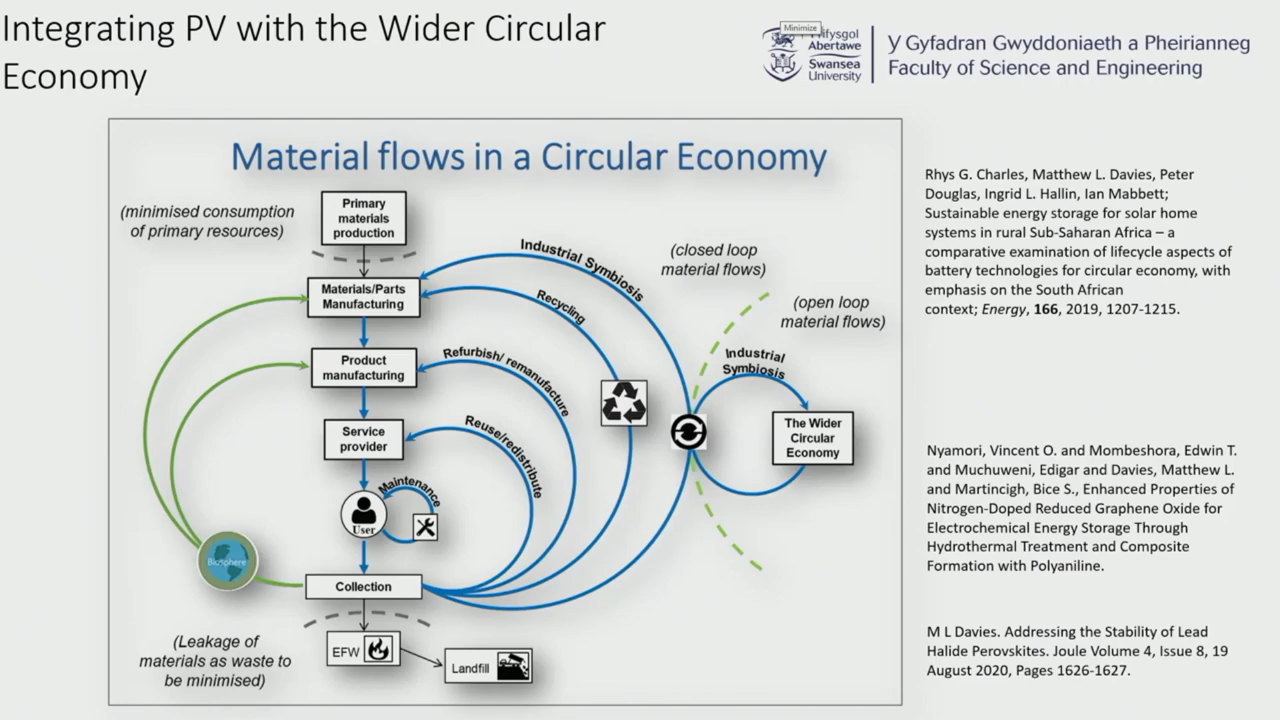 Integrating PV with the Wider Circular
Economy
Minimize
Abertawe
Swansea
University
Y Gyfadran Gwyddoniaeth a Pheirianneg
Faculty of Science and Engineering
Material flows in a Circular Economy
(minimised consumption
of primary resources)
Primary
materials
production
Industrial Symbiosis
(closed loop
material flows)
Materials/Parts
Manufacturing
Recycling
(open loop
material flows)
Product
manufacturing
Refurbish/ remanufacture
Industrial
Symbiosis
Service
provider
Reuse/redistribute
The Wider
Circular
Economy
Maintenance
User
Biosphere
Collection
(Leakage of
materials as waste to
be minimised)
EFW
Landfill
Rhys G. Charles, Matthew L. Davies, Peter
Douglas, Ingrid L. Hallin, Ian Mabbett;
Sustainable energy storage for solar home
systems in rural Sub-Saharan Africa – a
comparative examination of lifecycle aspects of
battery technologies for circular economy, with
emphasis on the South African
context; Energy, 166, 2019, 1207-1215.
Nyamori, Vincent O. and Mombeshora, Edwin T.
and Muchuweni, Edigar and Davies, Matthew L.
and Martincigh, Bice S., Enhanced Properties of
Nitrogen-Doped Reduced Graphene Oxide for
Electrochemical Energy Storage Through
Hydrothermal Treatment and Composite
Formation with Polyaniline.
M L Davies. Addressing the Stability of Lead
Halide Perovskites. Joule Volume 4, Issue 8, 19
August 2020, Pages 1626-1627.